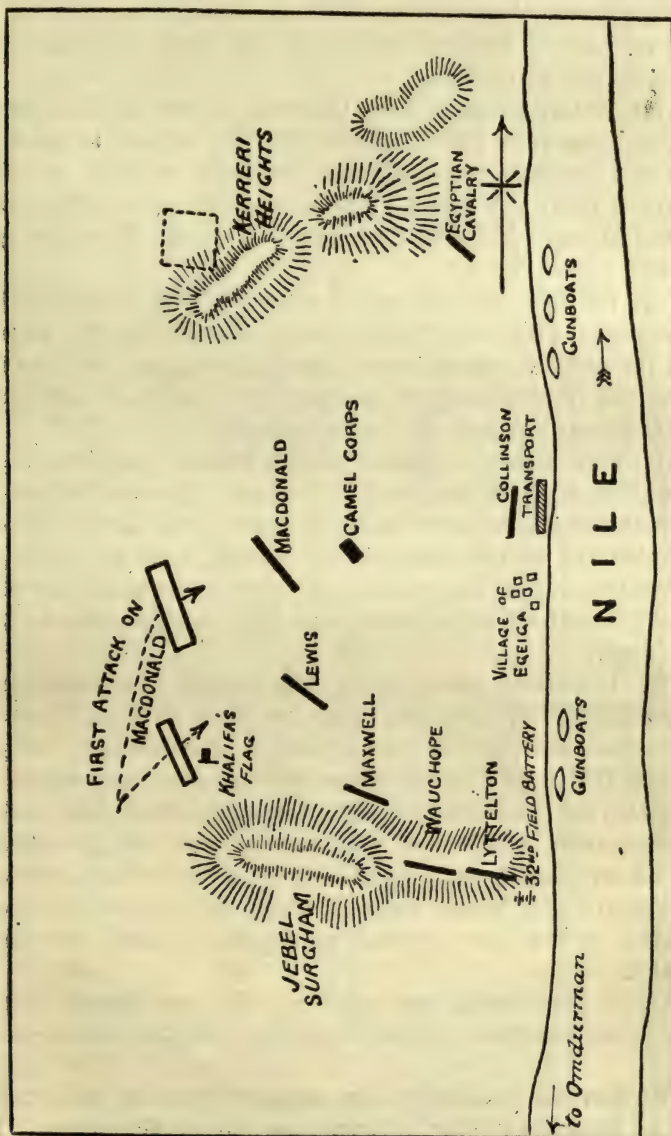 FIRST ATTACK ON
MACDONALD
KHALIFA'S
FLAG
KERRERI
HEIGHTS
JEBEL
SURGHAM
MACDONALD
LEWIS
CAMEL CORPS
MAXWELL
WAUCHOPE
LYTTELTON
32ND FIELD BATTERY
EGYPTIAN
CAVALRY
VILLAGE OF
EGEIGA
COLLINSON
TRANSPORT
GUNBOATS
GUNBOATS
NILE
to Omdurman